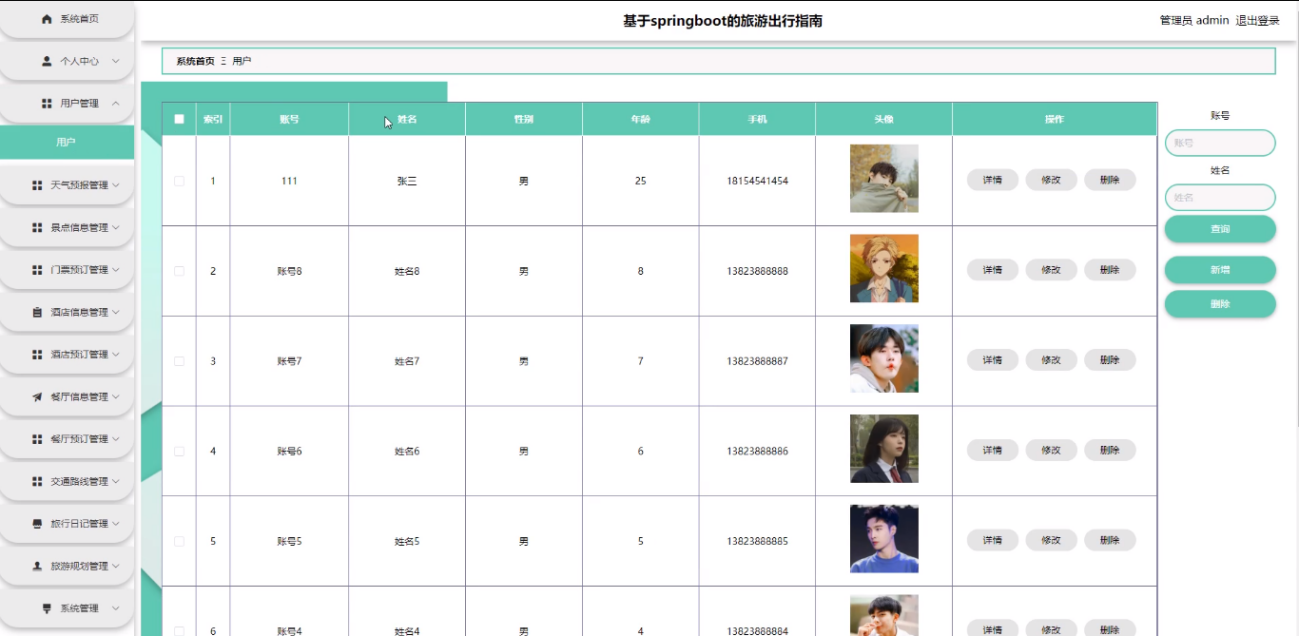 基于springboot的旅游出行指南
管理员 admin 退出登录
系统首页
个人中心
用户管理
用户
天气预报管理
景点信息管理
门票预订管理
酒店信息管理
酒店预订管理
餐厅信息管理
餐厅预订管理
交通路线管理
旅行日记管理
旅游规划管理
系统管理
系统首页 Ξ 用户
索引 账号 姓名 性别 年龄 手机 头像 操作
1 111 张三 男 25 18154541454 详情 修改 删除
2 账号8 姓名8 男 8 13823888888 详情 修改 删除
3 账号7 姓名7 男 7 13823888887 详情 修改 删除
4 账号6 姓名6 男 6 13823888886 详情 修改 删除
5 账号5 姓名5 男 5 13823888885 详情 修改 删除
6 账号4 姓名4 男 4 13823888884 详情 修改 删除
账号
账号
姓名
姓名
查询
新增
删除